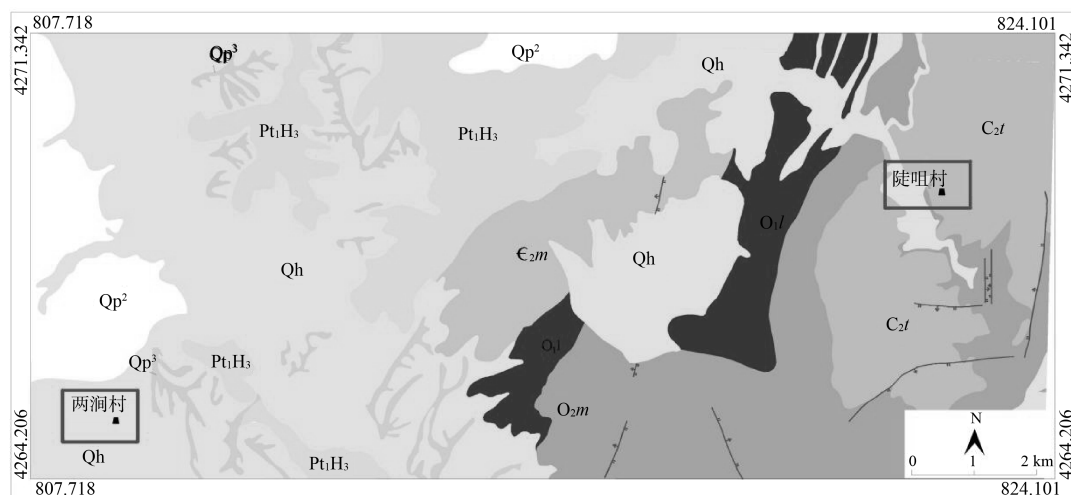 807.718
824.101
4271.342
4271.342
Qp³
Qp²
Qh
Pt₁H₃
Pt₁H₃
C₂t
陡咀村
O₁l
Є₂m
Qh
Qh
Qp²
C₂t
O₁l
Qp³
Pt₁H₃
两涧村
O₂m
Qh
Pt₁H₃
N
0 1 2 km
4264.206
4264.206
807.718
824.101